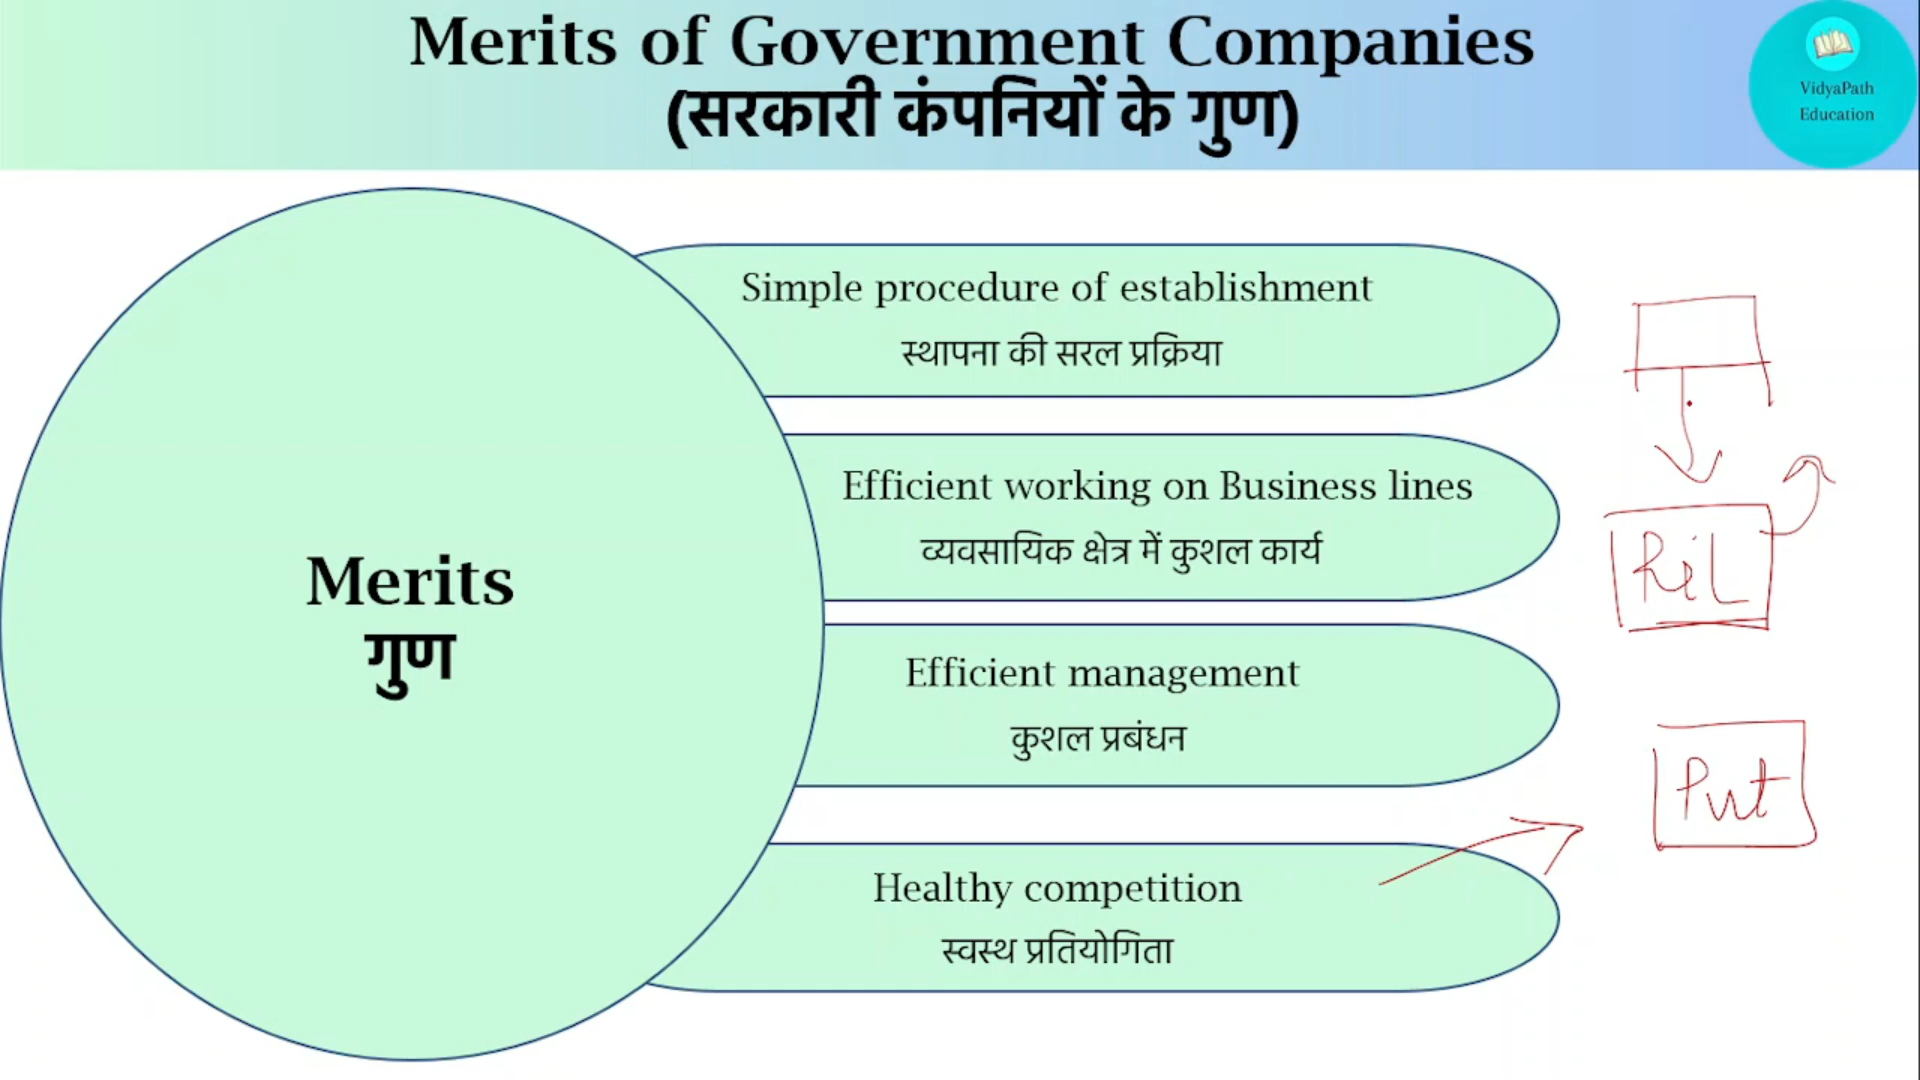 Merits of Government Companies
(सरकारी कंपनियों के गुण)
VidyaPath
Education
Simple procedure of establishment
स्थापना की सरल प्रक्रिया
Efficient working on Business lines
व्यवसायिक क्षेत्र में कुशल कार्य
RiL
Merits
गुण
Efficient management
कुशल प्रबंधन
Pvt
Healthy competition
स्वस्थ प्रतियोगिता